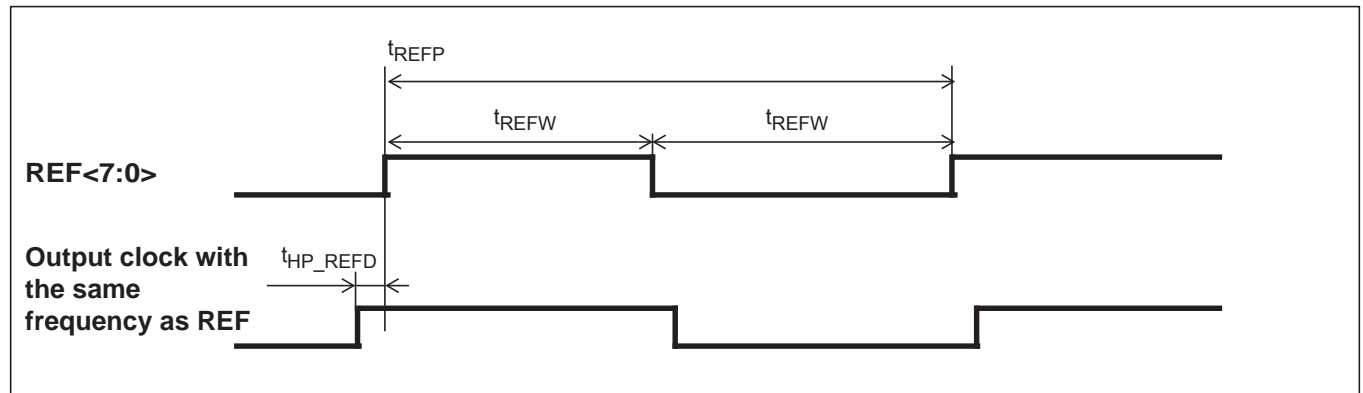 tREFP
tREFW
tREFW
REF<7:0>
Output clock with
the same
frequency as REF
tHP_REFD